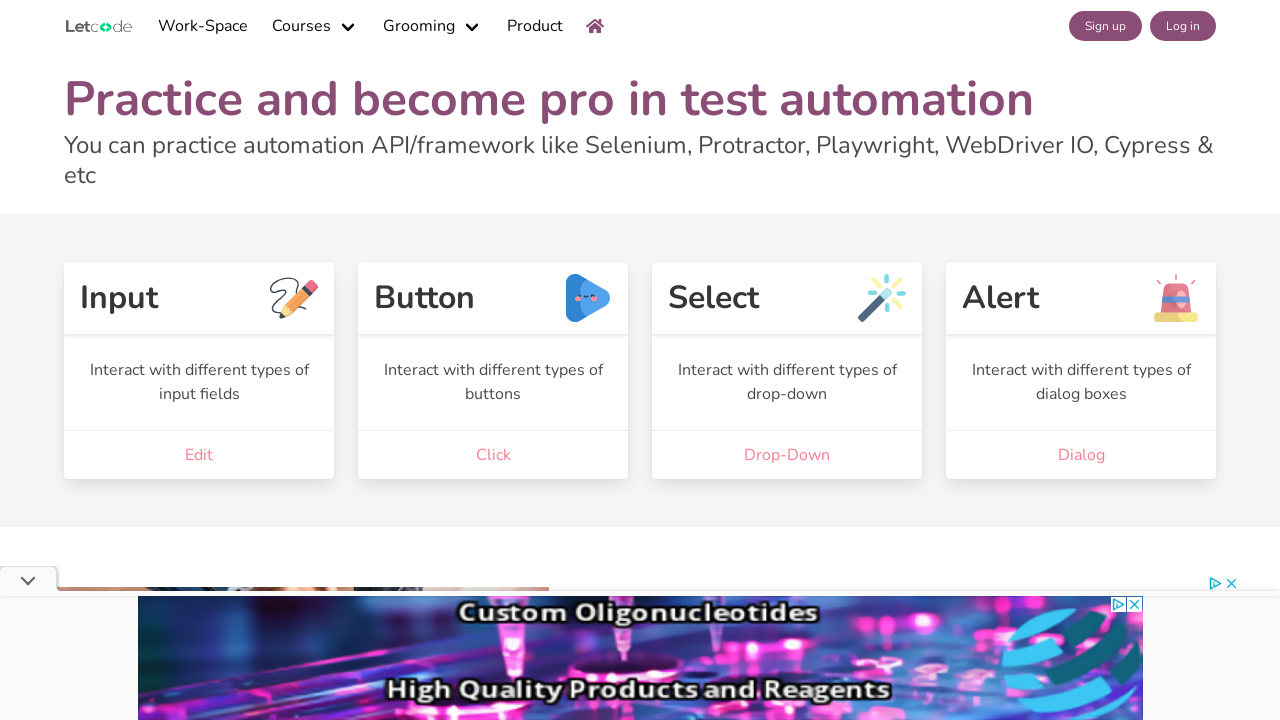 Letcode Work-Space Courses Grooming Product Sign up Log in
Practice and become pro in test automation
You can practice automation API/framework like Selenium, Protractor, Playwright, WebDriver IO, Cypress &
etc
Input
Interact with different types of
input fields
Edit
Button
Interact with different types of
buttons
Click
Select
Interact with different types of
drop-down
Drop-Down
Alert
Interact with different types of
dialog boxes
Dialog
Custom Oligonucleotides
High Quality Products and Reagents